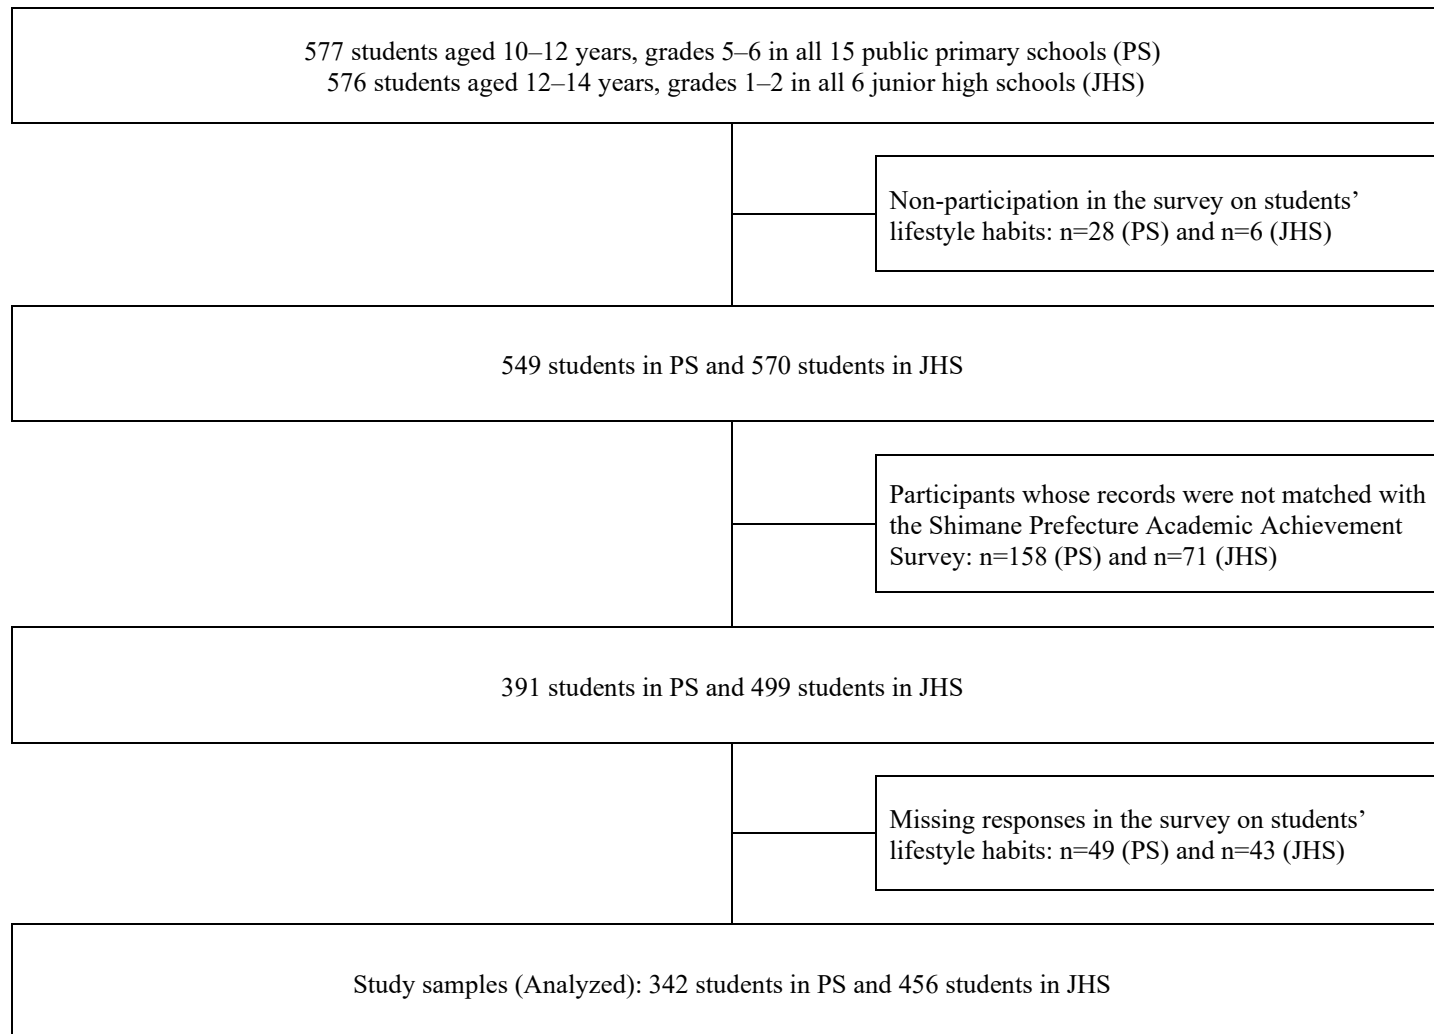 577 students aged 10–12 years, grades 5–6 in all 15 public primary schools (PS)
576 students aged 12–14 years, grades 1–2 in all 6 junior high schools (JHS)
Non-participation in the survey on students’
lifestyle habits: n=28 (PS) and n=6 (JHS)
549 students in PS and 570 students in JHS
Participants whose records were not matched with
the Shimane Prefecture Academic Achievement
Survey: n=158 (PS) and n=71 (JHS)
391 students in PS and 499 students in JHS
Missing responses in the survey on students’
lifestyle habits: n=49 (PS) and n=43 (JHS)
Study samples (Analyzed): 342 students in PS and 456 students in JHS